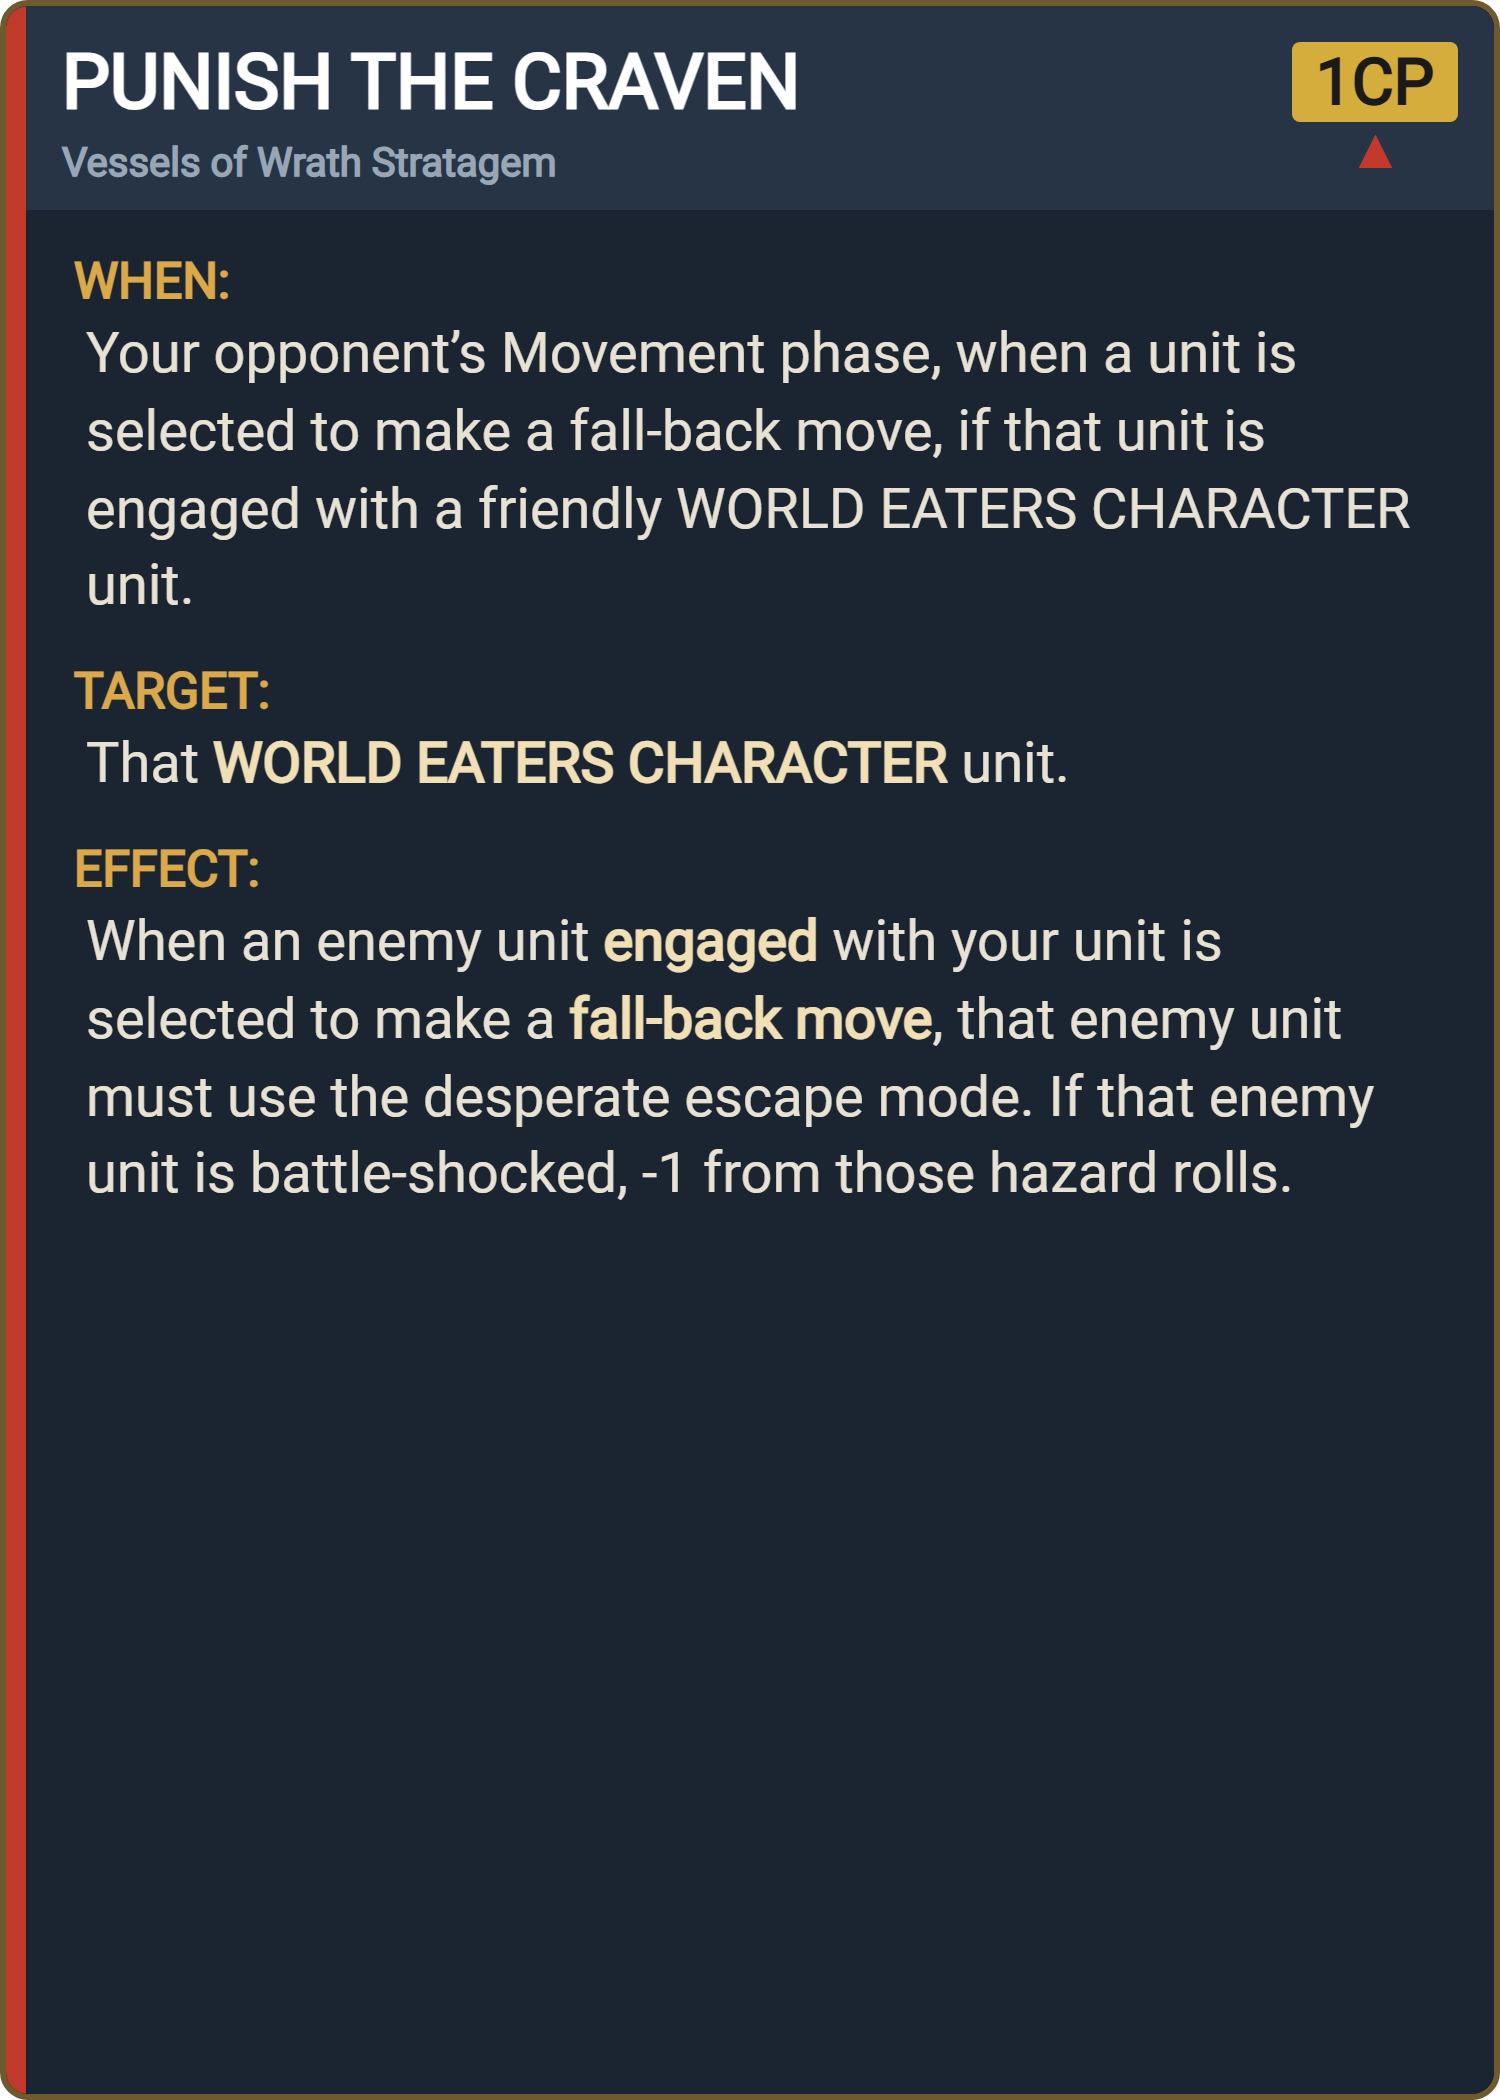 PUNISH THE CRAVEN
1CP
Vessels of Wrath Stratagem
WHEN:
Your opponent’s Movement phase, when a unit is
selected to make a fall-back move, if that unit is
engaged with a friendly WORLD EATERS CHARACTER
unit.
TARGET:
That WORLD EATERS CHARACTER unit.
EFFECT:
When an enemy unit engaged with your unit is
selected to make a fall-back move, that enemy unit
must use the desperate escape mode. If that enemy
unit is battle-shocked, -1 from those hazard rolls.